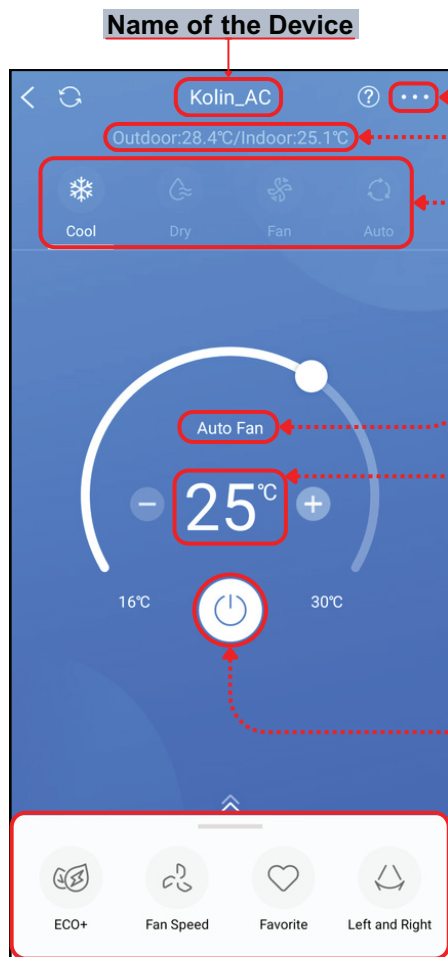 Name of the Device
Kolin_AC
Outdoor:28.4℃/Indoor:25.1℃
Cool Dry Fan Auto
Auto Fan
25℃
16℃ 30℃
ECO+ Fan Speed Favorite Left and Right